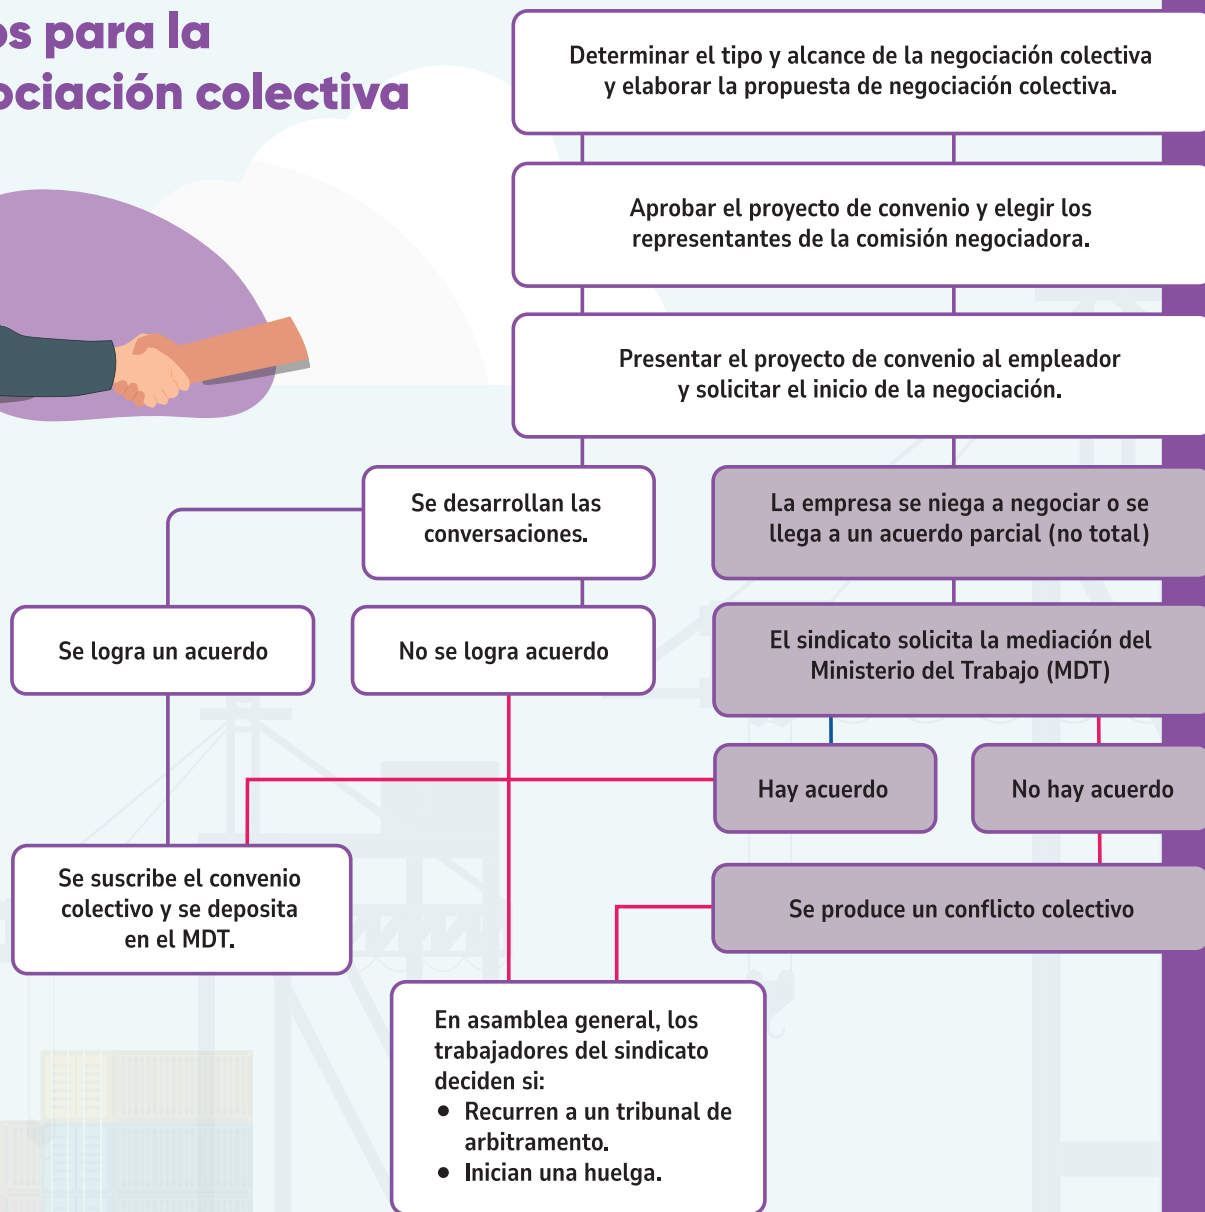 os para la
ociación colectiva
Determinar el tipo y alcance de la negociación colectiva
y elaborar la propuesta de negociación colectiva.
Aprobar el proyecto de convenio y elegir los
representantes de la comisión negociadora.
Presentar el proyecto de convenio al empleador
y solicitar el inicio de la negociación.
Se desarrollan las
conversaciones.
La empresa se niega a negociar o se
llega a un acuerdo parcial (no total)
Se logra un acuerdo
No se logra acuerdo
El sindicato solicita la mediación del
Ministerio del Trabajo (MDT)
Hay acuerdo
No hay acuerdo
Se suscribe el convenio
colectivo y se deposita
en el MDT.
Se produce un conflicto colectivo
En asamblea general, los
trabajadores del sindicato
deciden si:
• Recurren a un tribunal de
arbitramento.
• Inician una huelga.